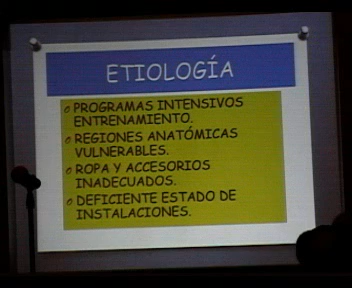 ETIOLOGÍA
PROGRAMAS INTENSIVOS
ENTRENAMIENTO.
REGIONES ANATÓMICAS
VULNERABLES.
ROPA Y ACCESORIOS
INADECUADOS.
DEFICIENTE ESTADO DE
INSTALACIONES.